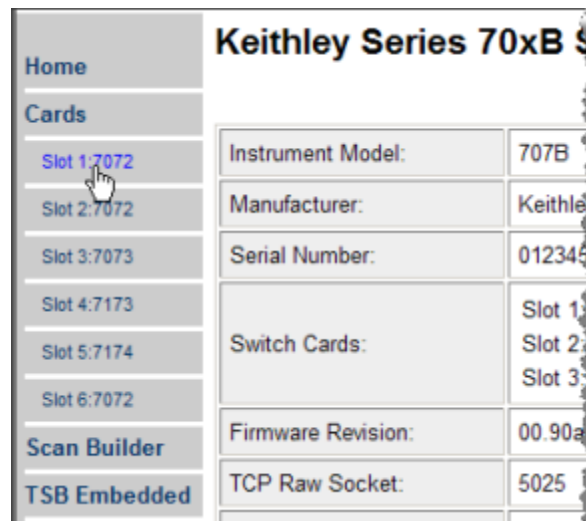 Home
Cards
Slot 1:7072
Slot 2:7072
Slot 3:7073
Slot 4:7173
Slot 5:7174
Slot 6:7072
Scan Builder
TSB Embedded
Keithley Series 70xB
Instrument Model: 707B
Manufacturer:
Serial Number:
Switch Cards:
Slot 1
Slot 2
Slot 3
Firmware Revision:
TCP Raw Socket: 5025